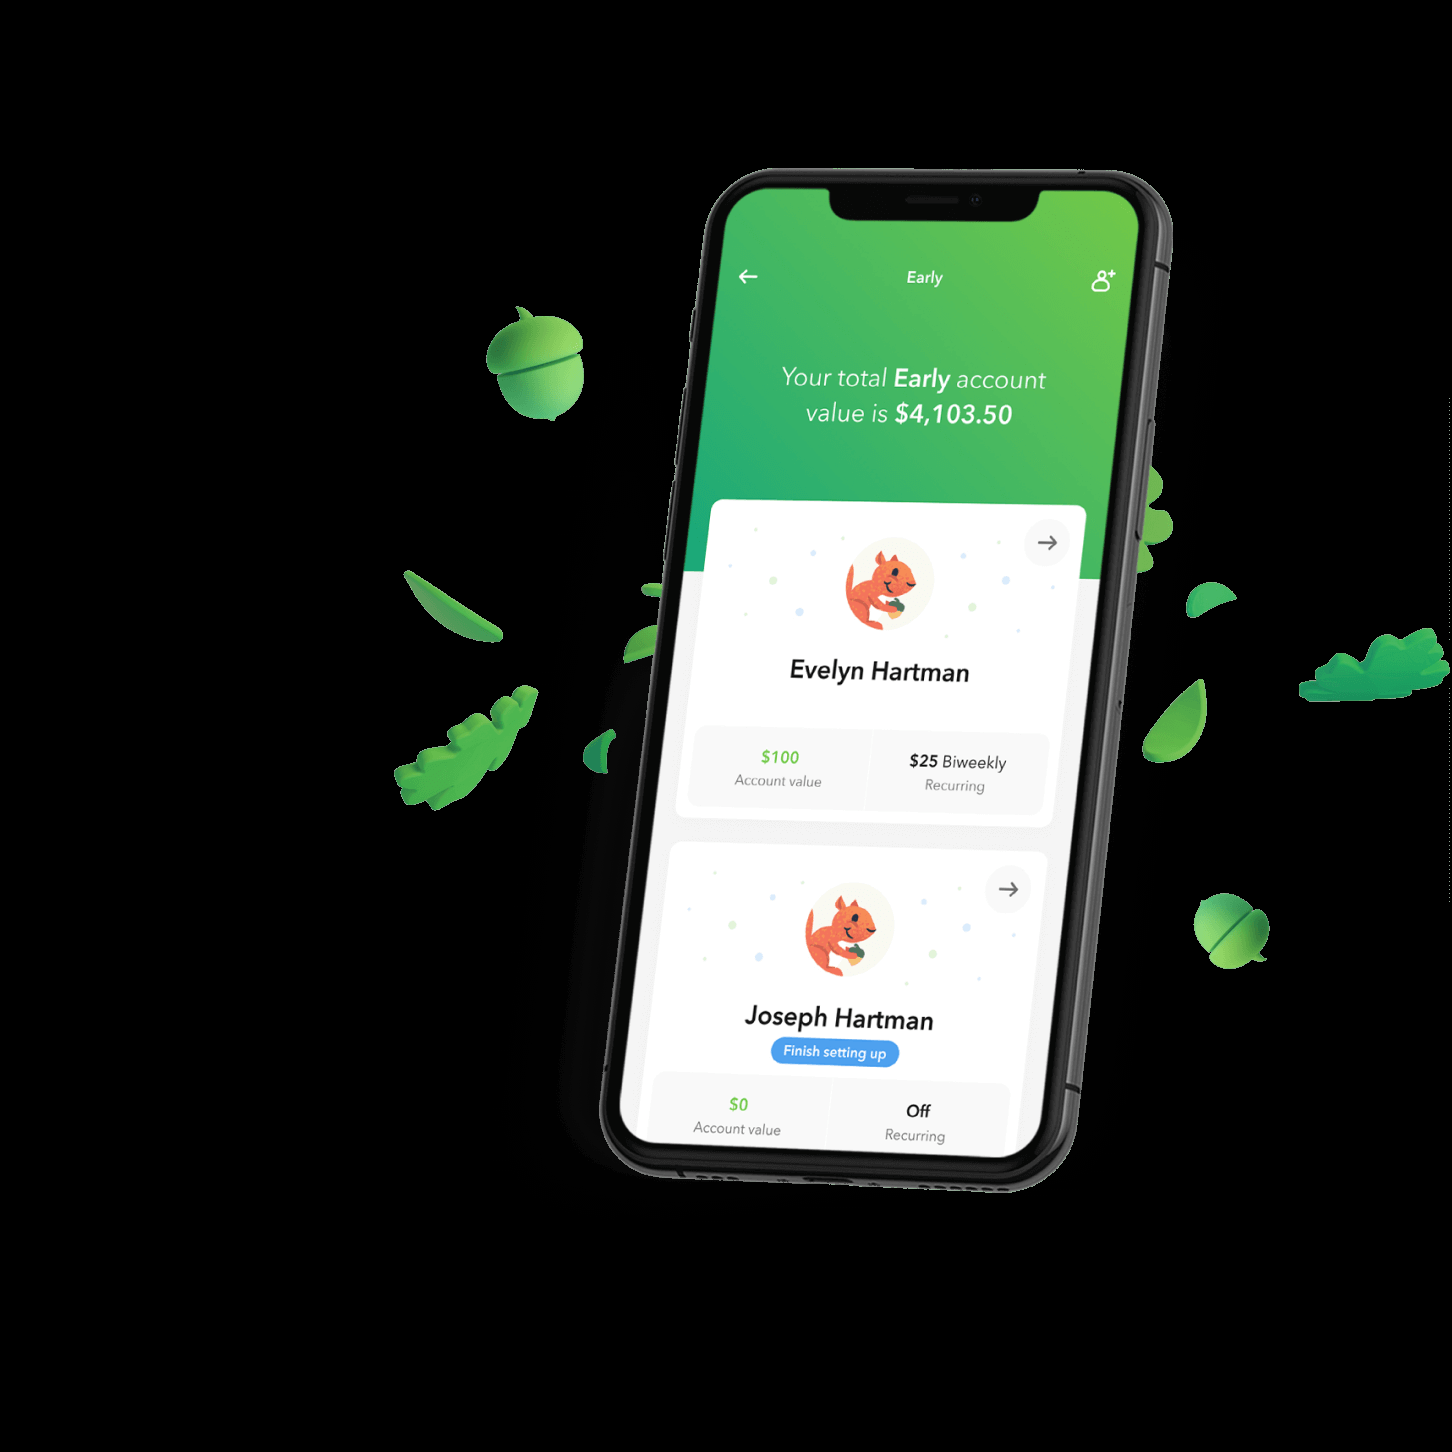 Early
Your total Early account
value is $4,103.50
Evelyn Hartman
$100
Account value
$25 Biweekly
Recurring
Joseph Hartman
Finish setting up
$0
Account value
Off
Recurring